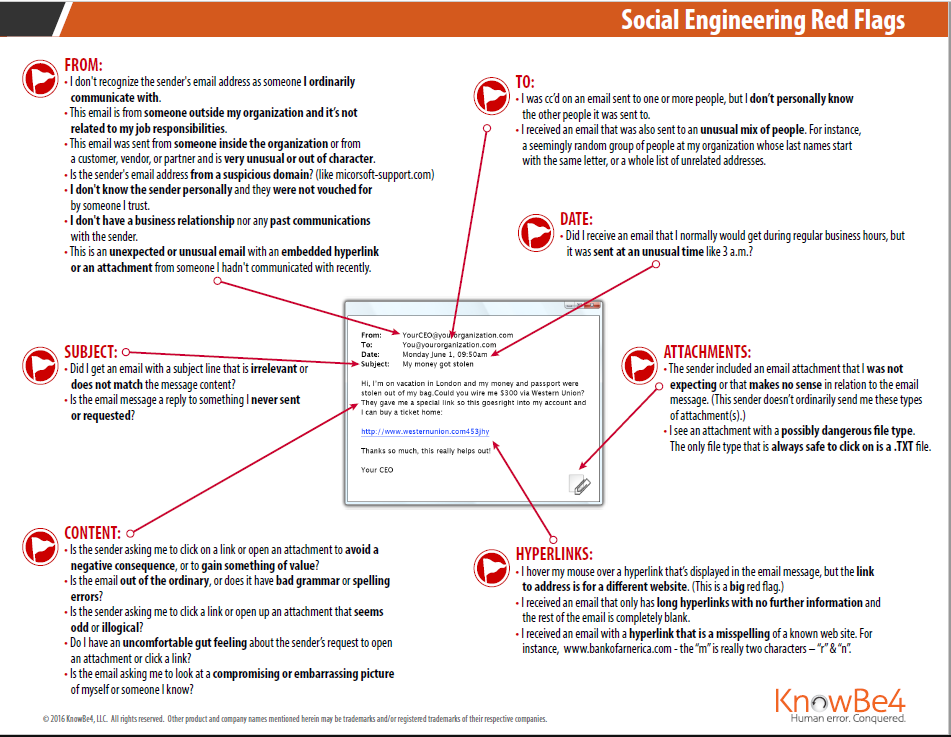 Social Engineering Red Flags
FROM:
• I don't recognize the sender's email address as someone I ordinarily
communicate with.
• This email is from someone outside my organization and it's not
related to my job responsibilities.
• This email was sent from someone inside the organization or from
a customer, vendor, or partner and is very unusual or out of character.
• Is the sender's email address from a suspicious domain? (like micorsoft-support.com)
• I don't know the sender personally and they were not vouched for
by someone I trust.
• I don't have a business relationship nor any past communications
with the sender.
• This is an unexpected or unusual email with an embedded hyperlink
or an attachment from someone I hadn't communicated with recently.
TO:
• I was cc'd on an email sent to one or more people, but I don't personally know
the other people it was sent to.
• I received an email that was also sent to an unusual mix of people. For instance,
a seemingly random group of people at my organization whose last names start
with the same letter, or a whole list of unrelated addresses.
DATE:
• Did I receive an email that I normally would get during regular business hours, but
it was sent at an unusual time like 3 a.m.?
SUBJECT:
• Did I get an email with a subject line that is irrelevant or
does not match the message content?
• Is the email message a reply to something I never sent
or requested?
From: YourCEO@yourorganization.com
To: You@yourorganization.com
Date: Monday June 1, 09:50am
Subject: My money got stolen
Hi, I'm on vacation in London and my money and passport were
stolen out of my bag.Could you wire me $300 via Western Union?
They gave me a special link so this goesright into my account and
I can buy a ticket home:
http://www.westernunion.com453jhy
Thanks so much, this really helps out!
Your CEO
ATTACHMENTS:
• The sender included an email attachment that I was not
expecting or that makes no sense in relation to the email
message. (This sender doesn't ordinarily send me these types
of attachment(s).)
• I see an attachment with a possibly dangerous file type.
The only file type that is always safe to click on is a .TXT file.
CONTENT:
• Is the sender asking me to click on a link or open an attachment to avoid a
negative consequence, or to gain something of value?
• Is the email out of the ordinary, or does it have bad grammar or spelling
errors?
• Is the sender asking me to click a link or open up an attachment that seems
odd or illogical?
• Do I have an uncomfortable gut feeling about the sender's request to open
an attachment or click a link?
• Is the email asking me to look at a compromising or embarrassing picture
of myself or someone I know?
HYPERLINKS:
• I hover my mouse over a hyperlink that's displayed in the email message, but the link
to address is for a different website. (This is a big red flag.)
• I received an email that only has long hyperlinks with no further information and
the rest of the email is completely blank.
• I received an email with a hyperlink that is a misspelling of a known web site. For
instance, www.bankofarnerica.com - the "m" is really two characters – "r" & "n".
© 2016 KnowBe4, LLC. All rights reserved. Other product and company names mentioned herein may be trademarks and/or registered trademarks of their respective companies.
KnowBe4
Human error. Conquered.